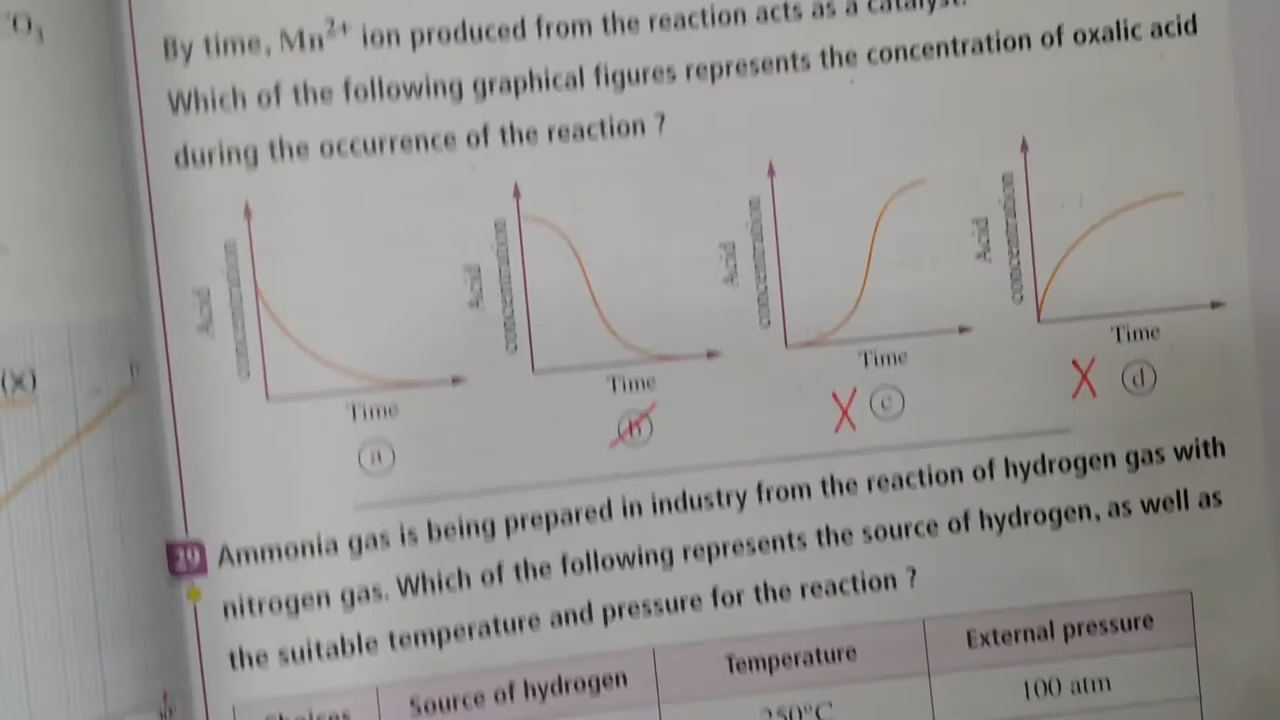 By time, Mn²⁺ ion produced from the reaction acts as a catalyst.
Which of the following graphical figures represents the concentration of oxalic acid
during the occurrence of the reaction ?
Acid concentration
Time
a
Acid concentration
Time
b
Acid concentration
Time
X c
Acid concentration
Time
X d
(X)
29 Ammonia gas is being prepared in industry from the reaction of hydrogen gas with
nitrogen gas. Which of the following represents the source of hydrogen, as well as
the suitable temperature and pressure for the reaction ?
Choices Source of hydrogen Temperature External pressure
250°C 100 atm